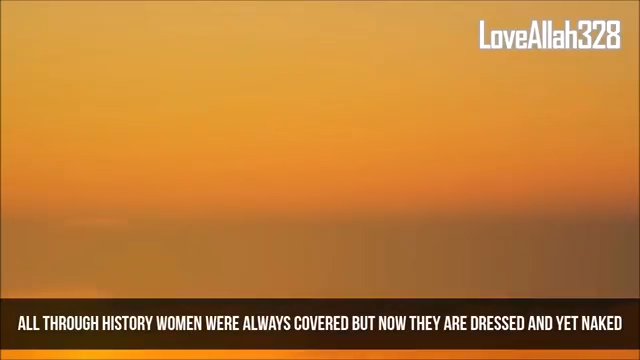 LoveAllah328
ALL THROUGH HISTORY WOMEN WERE ALWAYS COVERED BUT NOW THEY ARE DRESSED AND YET NAKED